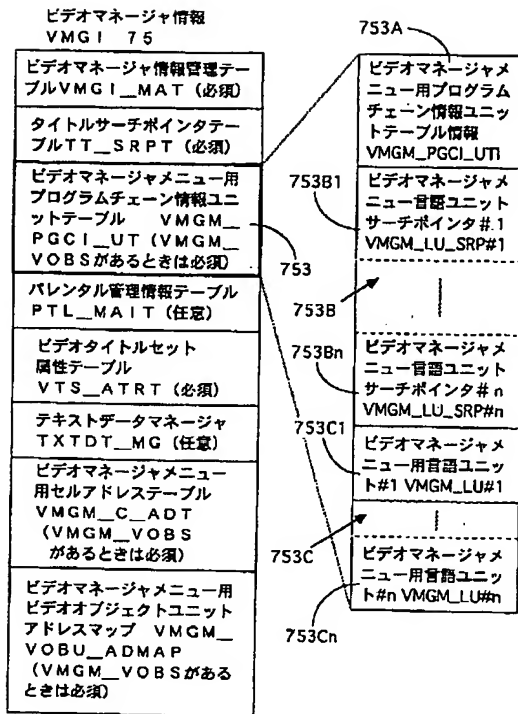 ビデオマネージャ情報
VMGI 75
ビデオマネージャ情報管理テー
ブルVMGI__MAT (必須)
タイトルサーチポインタテー
ブルTT__SRPT (必須)
ビデオマネージャメニュー用
プログラムチェーン情報ユニ
ットテーブル VMGM__
PGCI__UT (VMGM__
VOBSがあるときは必須)
パレンタル管理情報テーブル
PTL__MAIT (任意)
ビデオタイトルセット
属性テーブル
VTS__ATRT (必須)
テキストデータマネージャ
TXTDT__MG (任意)
ビデオマネージャメニュー
用セルアドレステーブル
VMGM__C__ADT
(VMGM__VOBS
があるときは必須)
ビデオマネージャメニュー用
ビデオオブジェクトユニット
アドレスマップ VMGM__
VOBU__ADMAP
(VMGM__VOBSがある
ときは必須)
753
753A
ビデオマネージャメ
ニュー用プログラム
チェーン情報ユニッ
トテーブル情報
VMGM_PGCI_UTI
753B1
ビデオマネージャメ
ニュー言語ユニット
サーチポインタ#.1
VMGM_LU_SRP#1
753B
753Bn
ビデオマネージャメ
ニュー言語ユニット
サーチポインタ#n
VMGM_LU_SRP#n
753C1
ビデオマネージャメ
ニュー用言語ユニッ
ト#1 VMGM_LU#1
753C
753Cn
ビデオマネージャメ
ニュー用言語ユニッ
ト#n VMGM_LU#n